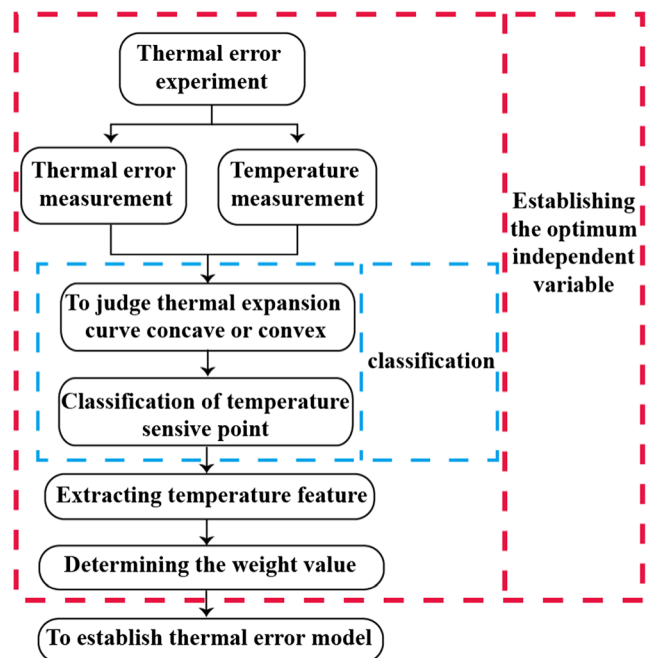 Thermal error
experiment
Thermal error
measurement
Temperature
measurement
Establishing
the optimum
independent
variable
To judge thermal expansion
curve concave or convex
classification
Classification of temperature
sensive point
Extracting temperature feature
Determining the weight value
To establish thermal error model